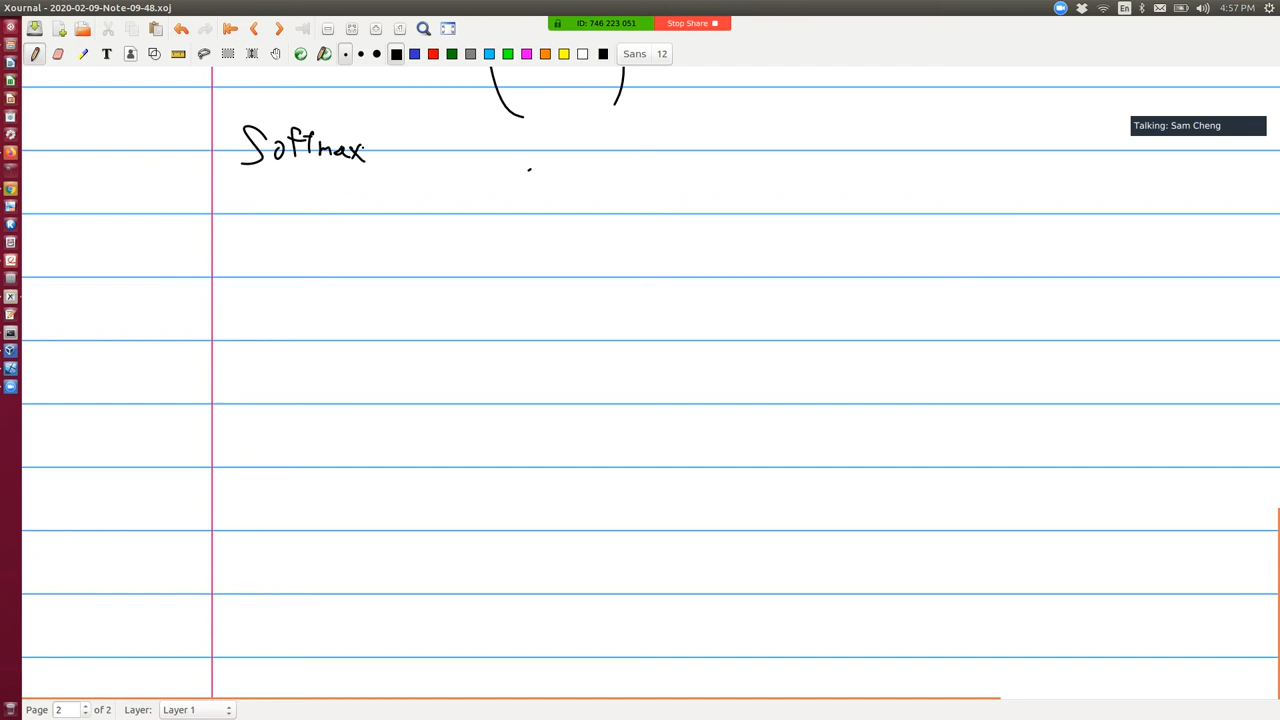 Xournal - 2020-02-09-Note-09-48.xoj
En
4:57 PM
ID: 746 223 051
Stop Share
Sans 12
Talking: Sam Cheng
Softmax
Page 2 of 2 Layer: Layer 1